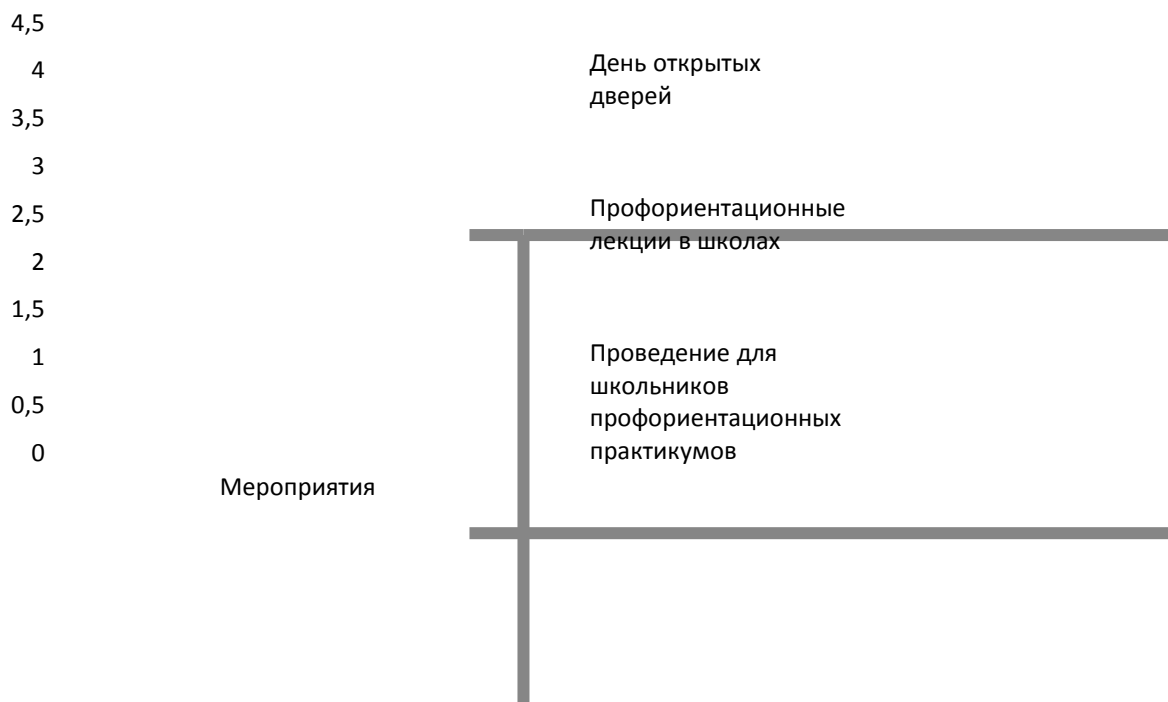 4,5
4
3,5
3
2,5
2
1,5
1
0,5
0
Мероприятия
День открытых
дверей
Профориентационные
лекции в школах
Проведение для
школьников
профориентационных
практикумов